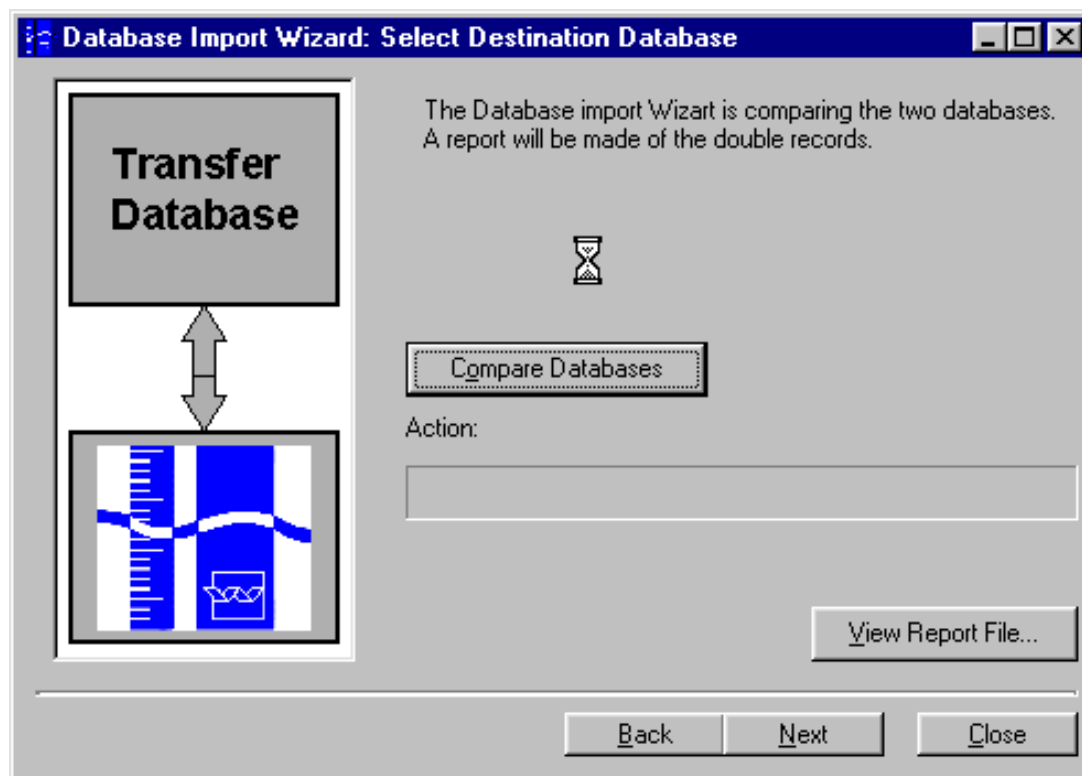 Database Import Wizard: Select Destination Database
Transfer
Database
The Database import Wizart is comparing the two databases.
A report will be made of the double records.
Compare Databases
Action:
View Report File...
Back
Next
Close